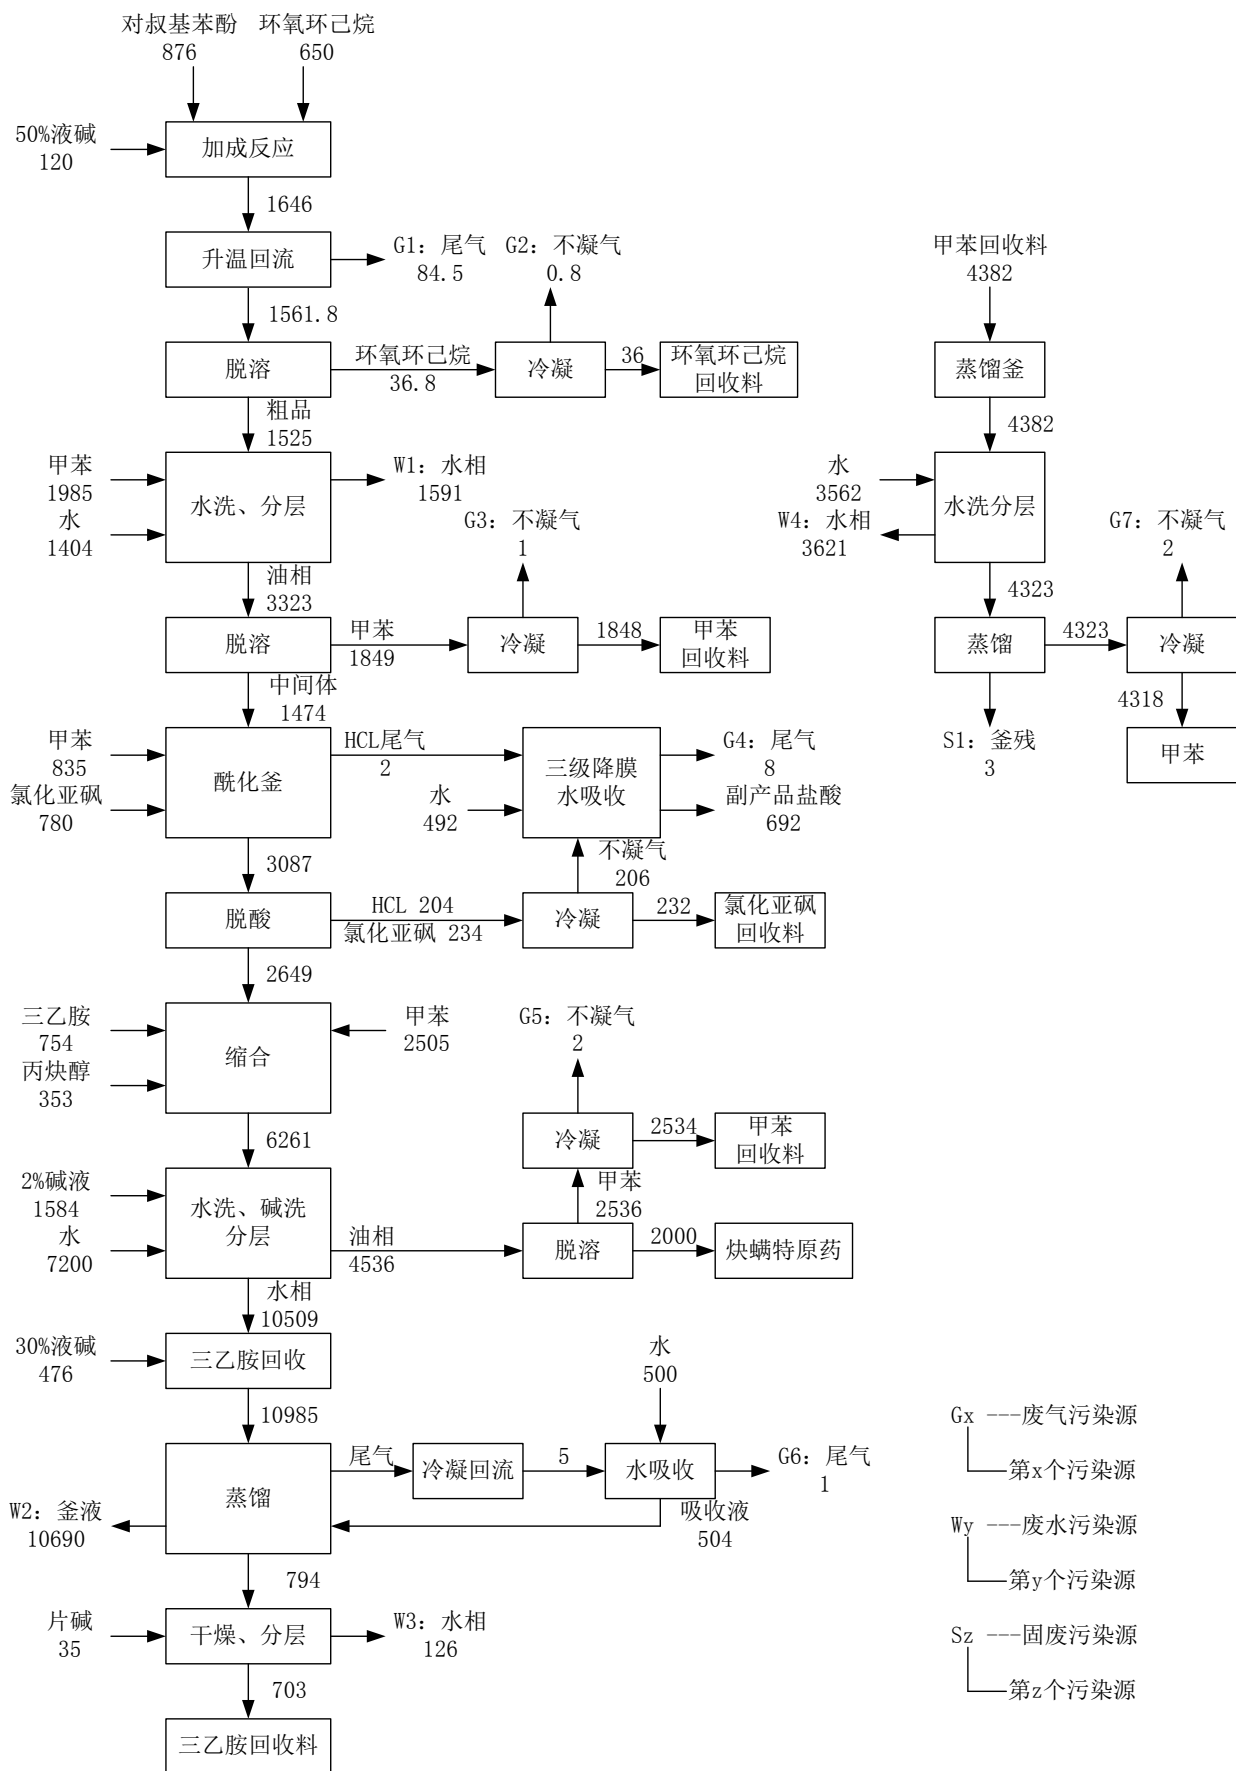 对叔基苯酚 环氧环己烷
876 650
50%液碱
120
加成反应
1646
升温回流
G1: 尾气
84.5
G2: 不凝气
0.8
1561.8
脱溶
环氧环己烷
36.8
冷凝
36
环氧环己烷
回收料
粗品
1525
甲苯
1985
水
1404
水洗、分层
W1: 水相
1591
G3: 不凝气
1
油相
3323
脱溶
甲苯
1849
冷凝
1848
甲苯
回收料
中间体
1474
甲苯
835
氯化亚砜
780
酰化釜
HCL尾气
2
水
492
三级降膜
水吸收
G4: 尾气
8
副产品盐酸
692
3087
不凝气
206
脱酸
HCL 204
氯化亚砜 234
冷凝
232
氯化亚砜
回收料
2649
三乙胺
754
丙炔醇
353
缩合
甲苯
2505
G5: 不凝气
2
6261
冷凝
2534
甲苯
回收料
甲苯
2536
2%碱液
1584
水
7200
水洗、碱洗
分层
油相
4536
脱溶
2000
炔螨特原药
水相
10509
30%液碱
476
三乙胺回收
10985
水
500
蒸馏
尾气
冷凝回流
5
水吸收
G6: 尾气
1
吸收液
504
W2: 釜液
10690
794
片碱
35
干燥、分层
W3: 水相
126
703
三乙胺回收料
甲苯回收料
4382
蒸馏釜
4382
水
3562
W4: 水相
3621
水洗分层
G7: 不凝气
2
4323
蒸馏
4323
冷凝
4318
S1: 釜残
3
甲苯
Gx ---废气污染源
第x个污染源
Wy ---废水污染源
第y个污染源
Sz ---固废污染源
第z个污染源